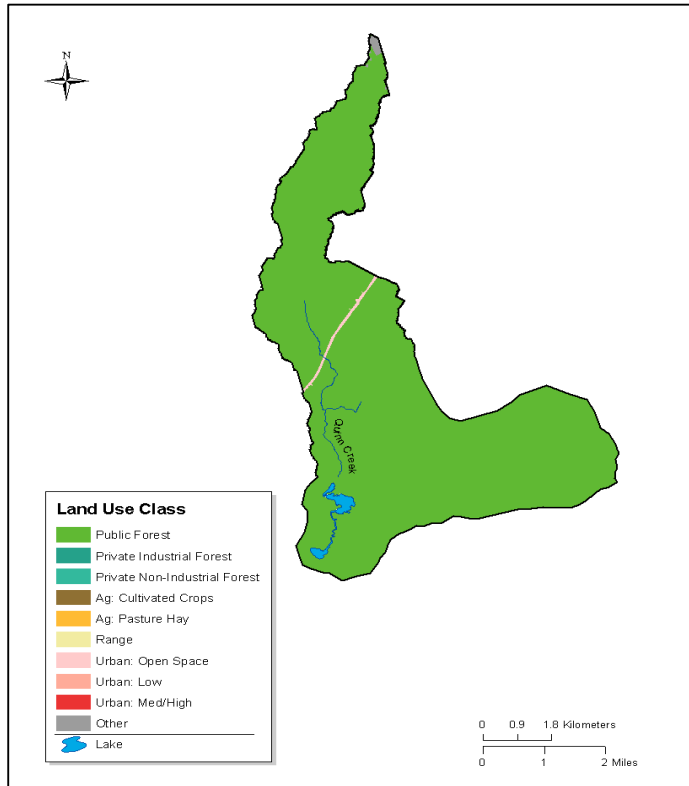 N
Quinn Creek
Land Use Class
Public Forest
Private Industrial Forest
Private Non-Industrial Forest
Ag: Cultivated Crops
Ag: Pasture Hay
Range
Urban: Open Space
Urban: Low
Urban: Med/High
Other
Lake
0 0.9 1.8 Kilometers
0 1 2 Miles